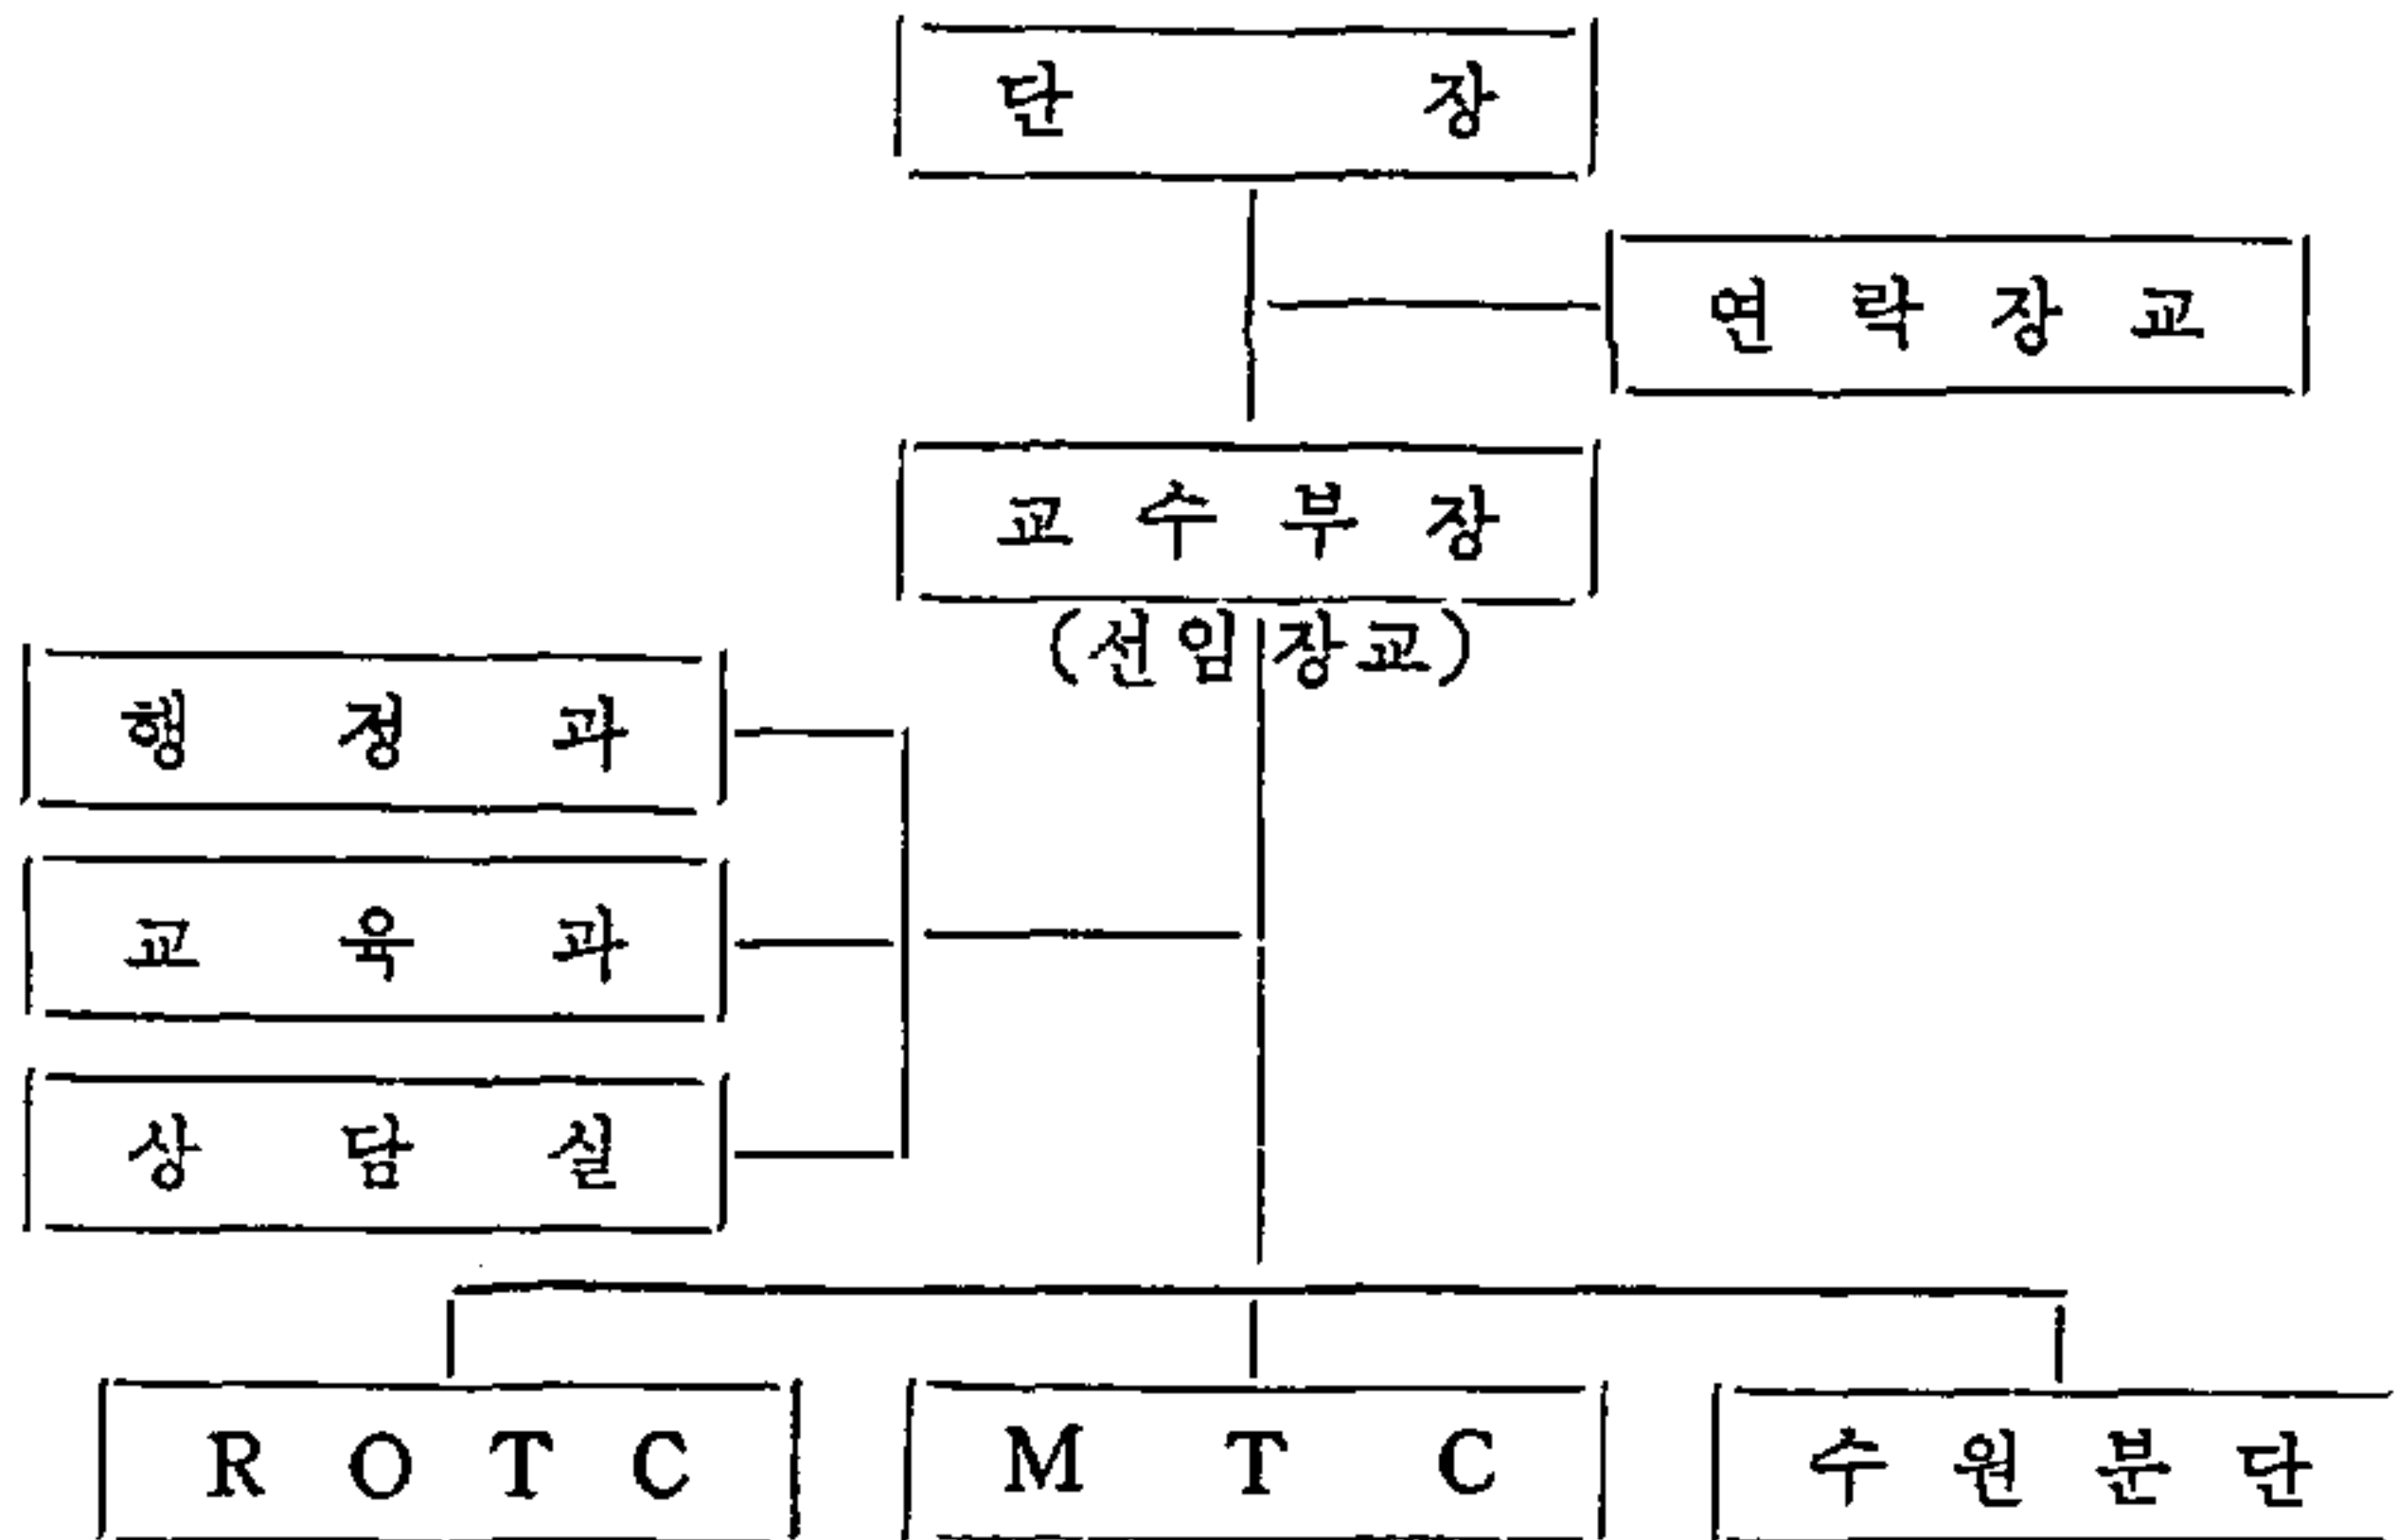 단 장
연 락 장 교
교 수 부 장
(선임장교)
행 정 과
교 육 과
상 담 실
R O T C
M T C
수 원 분 단